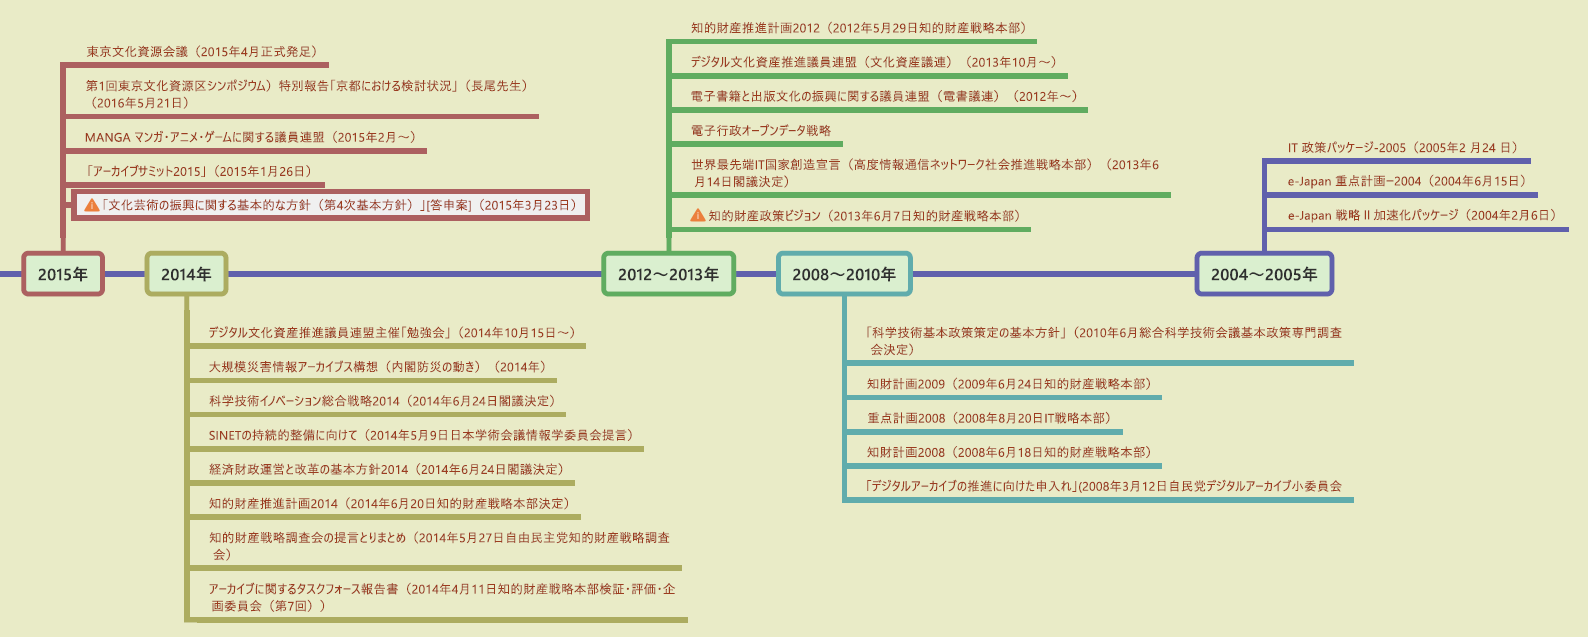 東京文化資源会議（2015年4月正式発足）
第1回東京文化資源区シンポジウム）特別報告「京都における検討状況」（長尾先生）
（2016年5月21日）
MANGA マンガ・アニメ・ゲームに関する議員連盟（2015年2月～）
「アーカイブサミット2015」（2015年1月26日）
「文化芸術の振興に関する基本的な方針（第4次基本方針）」[答申案]（2015年3月23日）
2015年
2014年
デジタル文化資産推進議員連盟主催「勉強会」（2014年10月15日～）
大規模災害情報アーカイブス構想（内閣防災の動き）（2014年）
科学技術イノベーション総合戦略2014（2014年6月24日閣議決定）
SINETの持続的整備に向けて（2014年5月9日日本学術会議情報学委員会提言）
経済財政運営と改革の基本方針2014（2014年6月24日閣議決定）
知的財産推進計画2014（2014年6月20日知的財産戦略本部決定）
知的財産戦略調査会の提言とりまとめ（2014年5月27日自由民主党知的財産戦略調査
会）
アーカイブに関するタスクフォース報告書（2014年4月11日知的財産戦略本部検証・評価・企
画委員会（第7回））
知的財産推進計画2012（2012年5月29日知的財産戦略本部）
デジタル文化資産推進議員連盟（文化資産議連）（2013年10月～）
電子書籍と出版文化の振興に関する議員連盟（電書議連）（2012年～）
電子行政オープンデータ戦略
世界最先端IT国家創造宣言（高度情報通信ネットワーク社会推進戦略本部）（2013年6
月14日閣議決定）
知的財産政策ビジョン（2013年6月7日知的財産戦略本部）
2012～2013年
2008～2010年
「科学技術基本政策策定の基本方針」（2010年6月総合科学技術会議基本政策専門調査
会決定）
知財計画2009（2009年6月24日知的財産戦略本部）
重点計画2008（2008年8月20日IT戦略本部）
知財計画2008（2008年6月18日知的財産戦略本部）
「デジタルアーカイブの推進に向けた申入れ」(2008年3月12日自民党デジタルアーカイブ小委員会
IT 政策パッケージ-2005（2005年2 月24 日）
e-Japan 重点計画−2004（2004年6月15日）
e-Japan 戦略 II 加速化パッケージ（2004年2月6日）
2004～2005年